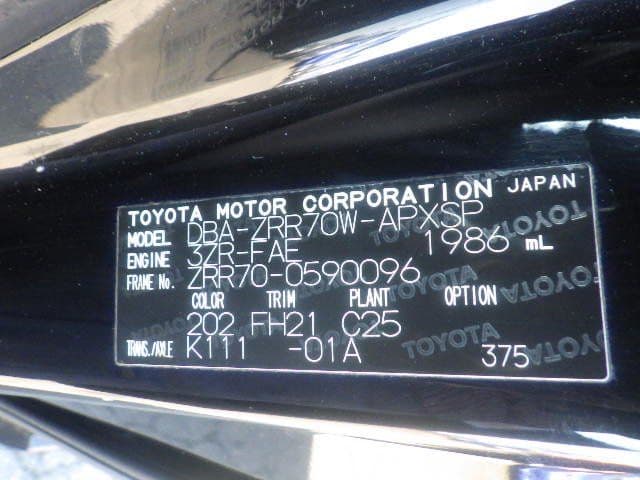 TOYOTA MOTOR CORPORATION JAPAN
MODEL DBA-ZRR70W-APXSP
ENGINE 3ZR-FAE 1986 mL
FRAME No. ZRR70-0590096
COLOR TRIM PLANT OPTION
202 FH21 C25
TRANS./AXLE K111 -01A 375